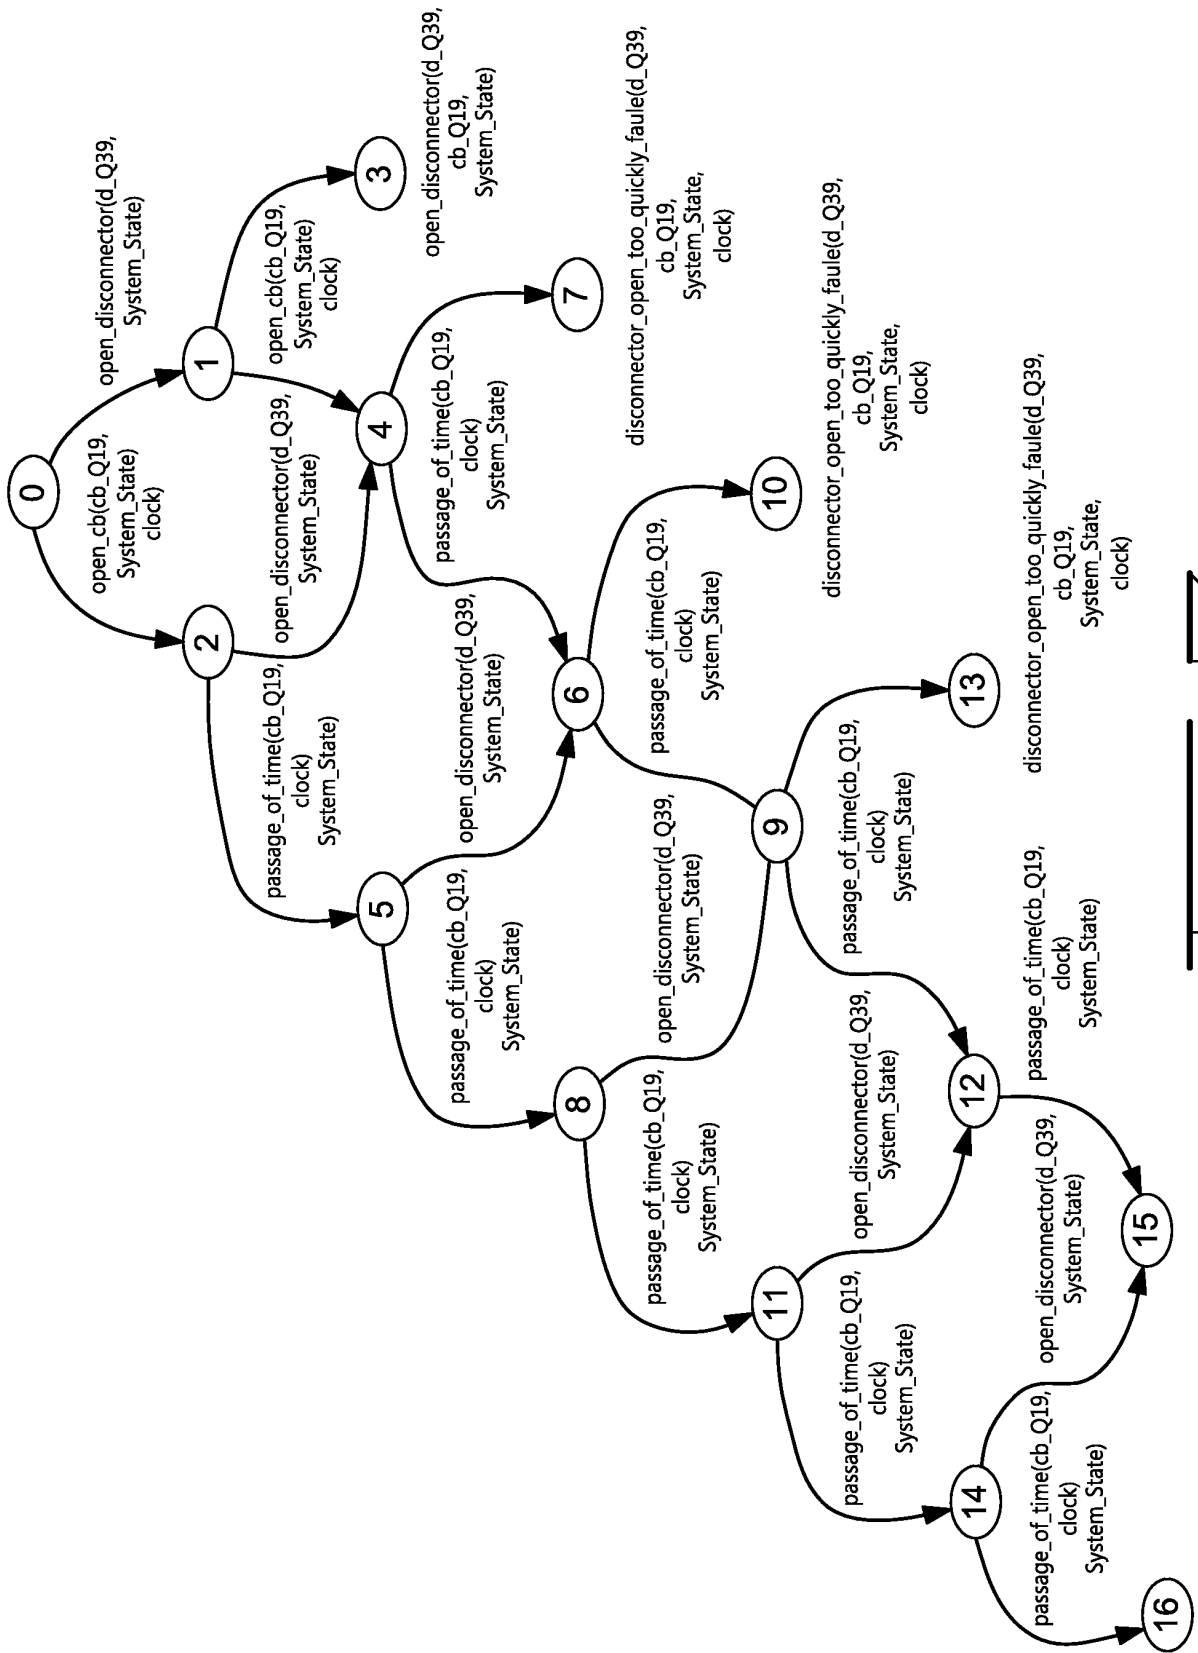 0
open_disconnector(d_Q39,
System_State)
open_cb(cb_Q19,
System_State)
clock)
1
2
open_disconnector(d_Q39,
cb_Q19,
System_State)
open_cb(cb_Q19,
System_State)
clock)
open_disconnector(d_Q39,
System_State)
passage_of_time(cb_Q19,
clock)
System_State)
3
4
5
disconnector_open_too_quickly_faule(d_Q39,
cb_Q19,
System_State,
clock)
passage_of_time(cb_Q19,
clock)
System_State)
open_disconnector(d_Q39,
System_State)
passage_of_time(cb_Q19,
clock)
System_State)
7
6
8
disconnector_open_too_quickly_faule(d_Q39,
cb_Q19,
System_State,
clock)
passage_of_time(cb_Q19,
clock)
System_State)
open_disconnector(d_Q39,
System_State)
passage_of_time(cb_Q19,
clock)
System_State)
10
9
11
disconnector_open_too_quickly_faule(d_Q39,
cb_Q19,
System_State,
clock)
passage_of_time(cb_Q19,
clock)
System_State)
open_disconnector(d_Q39,
System_State)
passage_of_time(cb_Q19,
clock)
System_State)
13
12
14
passage_of_time(cb_Q19,
clock)
System_State)
open_disconnector(d_Q39,
System_State)
passage_of_time(cb_Q19,
clock)
System_State)
15
16